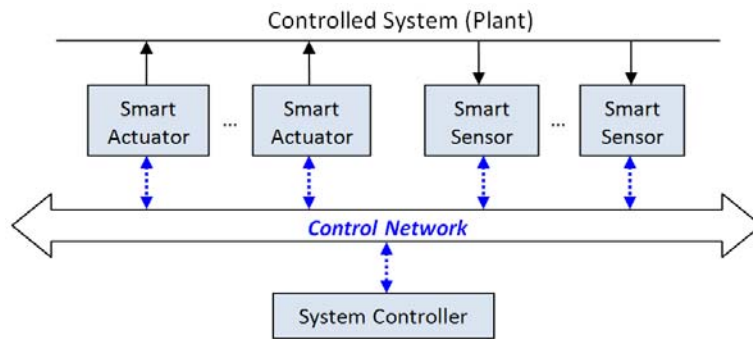 Controlled System (Plant)
Smart
Actuator
...
Smart
Actuator
Smart
Sensor
...
Smart
Sensor
Control Network
System Controller